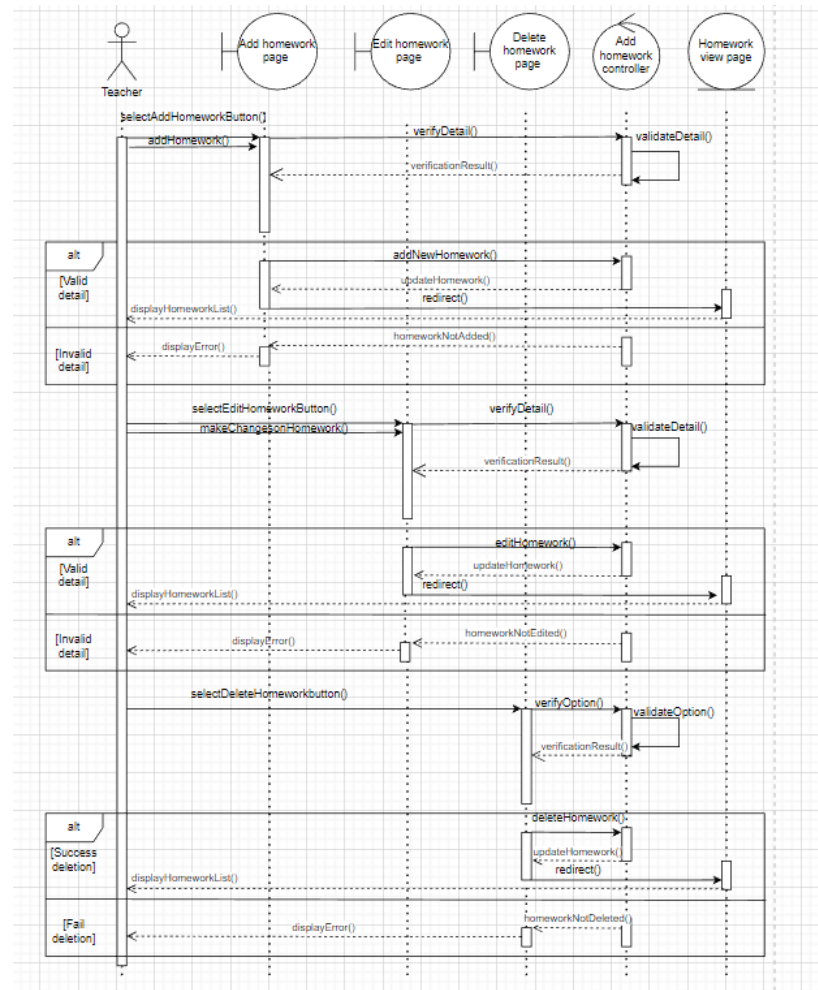 Add homework
page
Edit homework
page
Delete
homework
page
Add
homework
controller
Homework
view page
Teacher
selectAddHomeworkButton()
addHomework()
verifyDetail()
validateDetail()
verificationResult()
alt
[Valid
detail]
addNewHomework()
updateHomework()
redirect()
displayHomeworkList()
[Invalid
detail]
homeworkNotAdded()
displayError()
selectEditHomeworkButton()
makeChangesonHomework()
verifyDetail()
validateDetail()
verificationResult()
alt
[Valid
detail]
editHomework()
updateHomework()
redirect()
displayHomeworkList()
[Invalid
detail]
homeworkNotEdited()
displayError()
selectDeleteHomeworkbutton()
verifyOption()
validateOption()
verificationResult()
alt
[Success
deletion]
deleteHomework()
updateHomework()
redirect()
displayHomeworkList()
[Fail
deletion]
homeworkNotDeleted()
displayError()